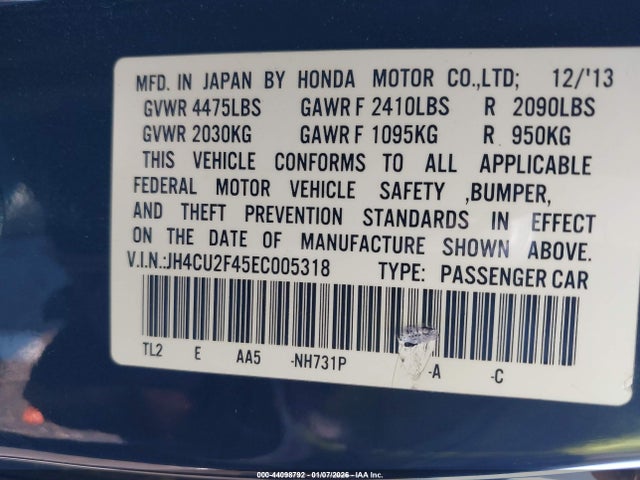 MFD. IN JAPAN BY HONDA MOTOR CO.,LTD; 12/'13
GVWR 4475LBS GAWR F 2410LBS R 2090LBS
GVWR 2030KG GAWR F 1095KG R 950KG
THIS VEHICLE CONFORMS TO ALL APPLICABLE
FEDERAL MOTOR VEHICLE SAFETY ,BUMPER,
AND THEFT PREVENTION STANDARDS IN EFFECT
ON THE DATE OF MANUFACTURE SHOWN ABOVE.
V.I.N.:JH4CU2F45EC005318 TYPE: PASSENGER CAR
TL2 E AA5 -NH731P -A -C
000-44098792 - 01/07/2026 - IAA Inc.